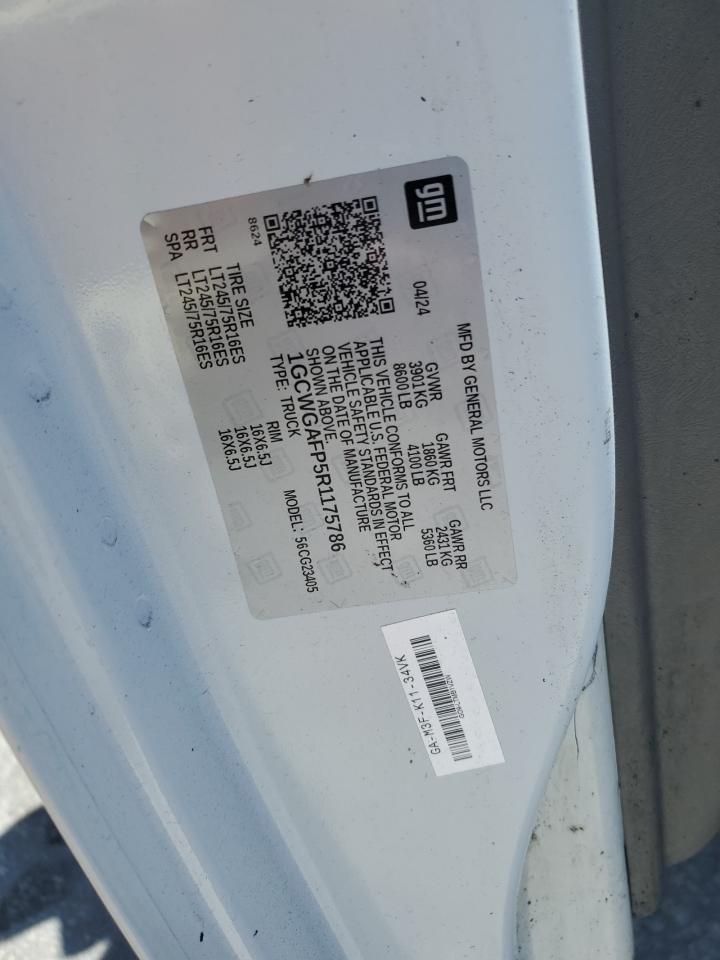 gm
04/24
MFD BY GENERAL MOTORS LLC
GVWR GAWR FRT GAWR RR
3901 KG 1860 KG 2431 KG
8600 LB 4100 LB 5360 LB
THIS VEHICLE CONFORMS TO ALL
APPLICABLE U.S. FEDERAL MOTOR
VEHICLE SAFETY STANDARDS IN EFFECT
ON THE DATE OF MANUFACTURE
SHOWN ABOVE.
1GCWGAFP5R1175786
TYPE: TRUCK MODEL: 56CG23405
8624
TIRE SIZE RIM
FRT LT245/75R16ES 16X6.5J
RR LT245/75R16ES 16X6.5J
SPA LT245/75R16ES 16X6.5J
GA-M3F-K11-34VK